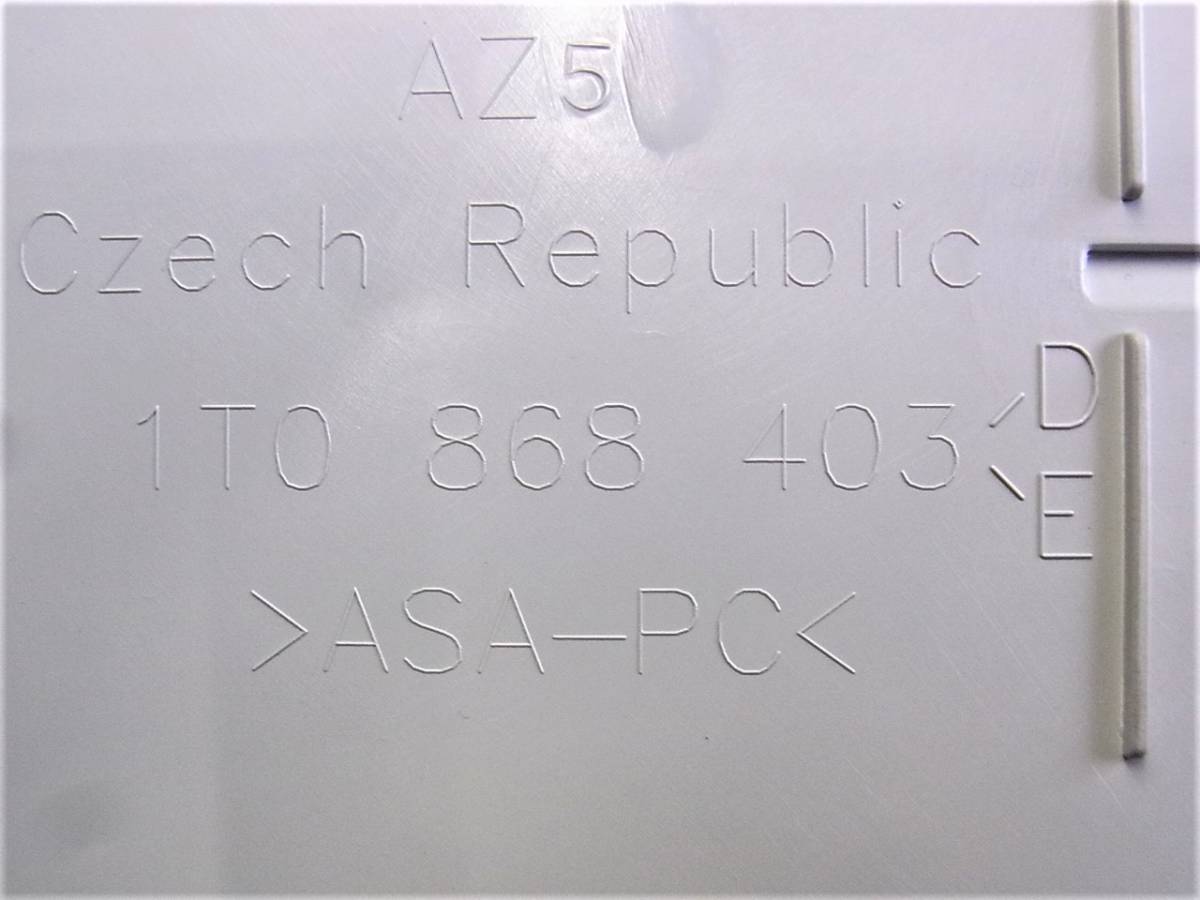 AZ5
Czech Republic
1T0 868 403
D
E
>ASA-PC<